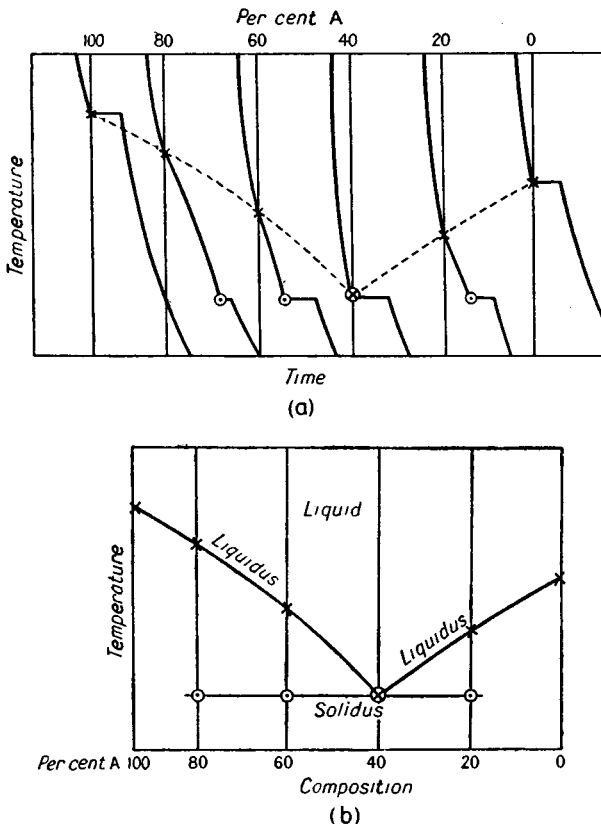 Per cent A
100 80 60 40 20 0
Temperature
Time
(a)
Liquid
Liquidus
Liquidus
Temperature
Solidus
Per cent A 100 80 60 40 20 0
Composition
(b)